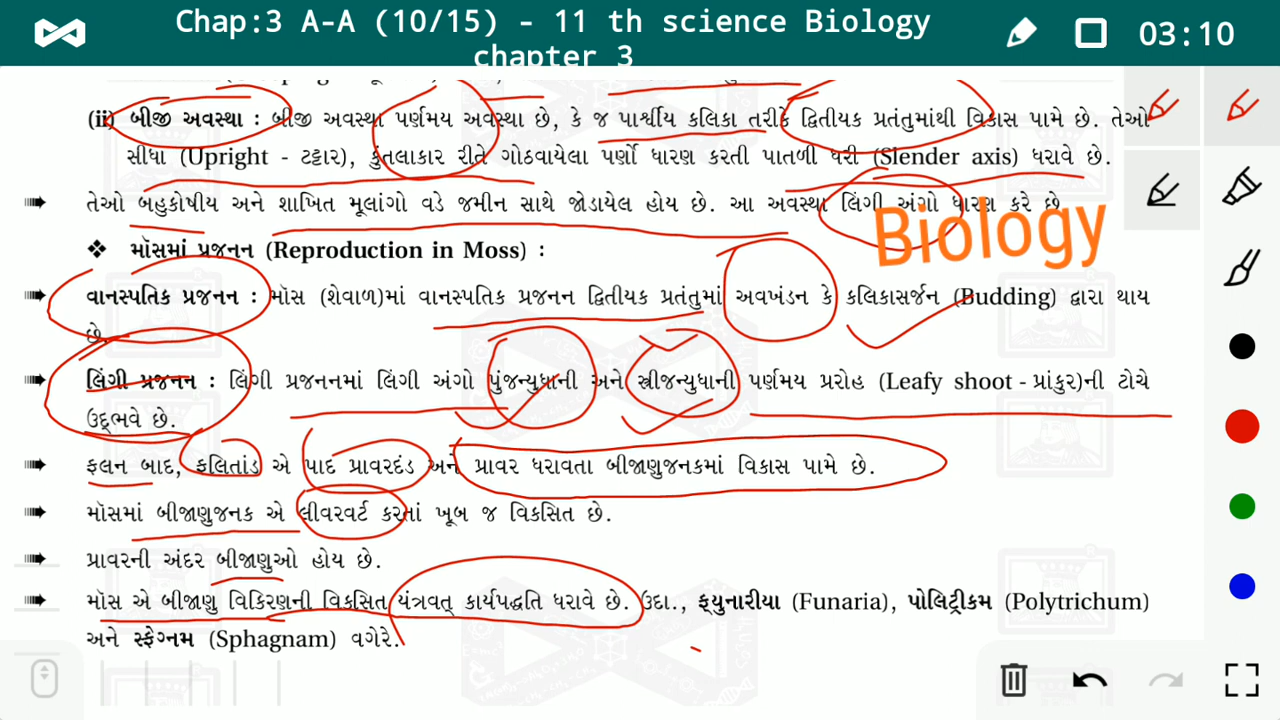 Chap:3 A-A (10/15) - 11 th science Biology
chapter 3
03:10
(ii) બીજી અવસ્થા : બીજી અવસ્થા પર્ણમય અવસ્થા છે, કે જ પાર્શ્વીય કલિકા તરીકે દ્વિતીયક પ્રતંતુમાંથી વિકાસ પામે છે. તેઓ
સીધા (Upright - ટટ્ટાર), કુંતલાકાર રીતે ગોઠવાયેલા પર્ણો ધારણ કરતી પાતળી ધરી (Slender axis) ધરાવે છે.
તેઓ બહુકોષીય અને શાખિત મૂલાંગો વડે જમીન સાથે જોડાયેલ હોય છે. આ અવસ્થા લિંગી અંગો ધારણ કરે છે.
Biology
❖ મૉસમાં પ્રજનન (Reproduction in Moss) :
વાનસ્પતિક પ્રજનન : મૉસ (શેવાળ)માં વાનસ્પતિક પ્રજનન દ્વિતીયક પ્રતંતુમાં અવખંડન કે કલિકાસર્જન (Budding) દ્વારા થાય
છે.
લિંગી પ્રજનન : લિંગી પ્રજનનમાં લિંગી અંગો પુંજન્યુધાની અને સ્ત્રીજન્યુધાની પર્ણમય પ્રરોહ (Leafy shoot - પ્રાંકુર)ની ટોચે
ઉદ્ભવે છે.
ફલન બાદ, ફલિતાંડ એ પાદ પ્રાવરદંડ અને પ્રાવર ધરાવતા બીજાણુજનકમાં વિકાસ પામે છે.
મૉસમાં બીજાણુજનક એ લીવરવર્ટ કરતાં ખૂબ જ વિકસિત છે.
પ્રાવરની અંદર બીજાણુઓ હોય છે.
મૉસ એ બીજાણુ વિકિરણની વિકસિત યંત્રવત્ કાર્યપદ્ધતિ ધરાવે છે. ઉદા., ફ્યુનારીયા (Funaria), પોલિટ્રીકમ (Polytrichum)
અને સ્ફેગ્નમ (Sphagnam) વગેરે.